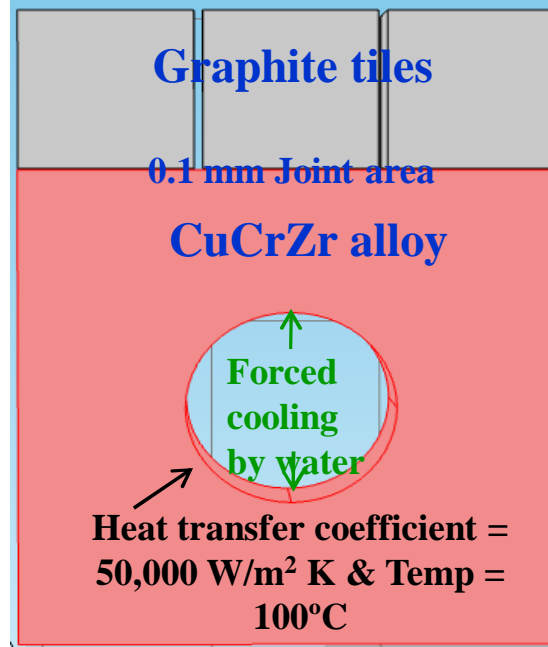 Graphite tiles
0.1 mm Joint area
CuCrZr alloy
Forced
cooling
by water
Heat transfer coefficient =
50,000 W/m² K & Temp =
100ºC